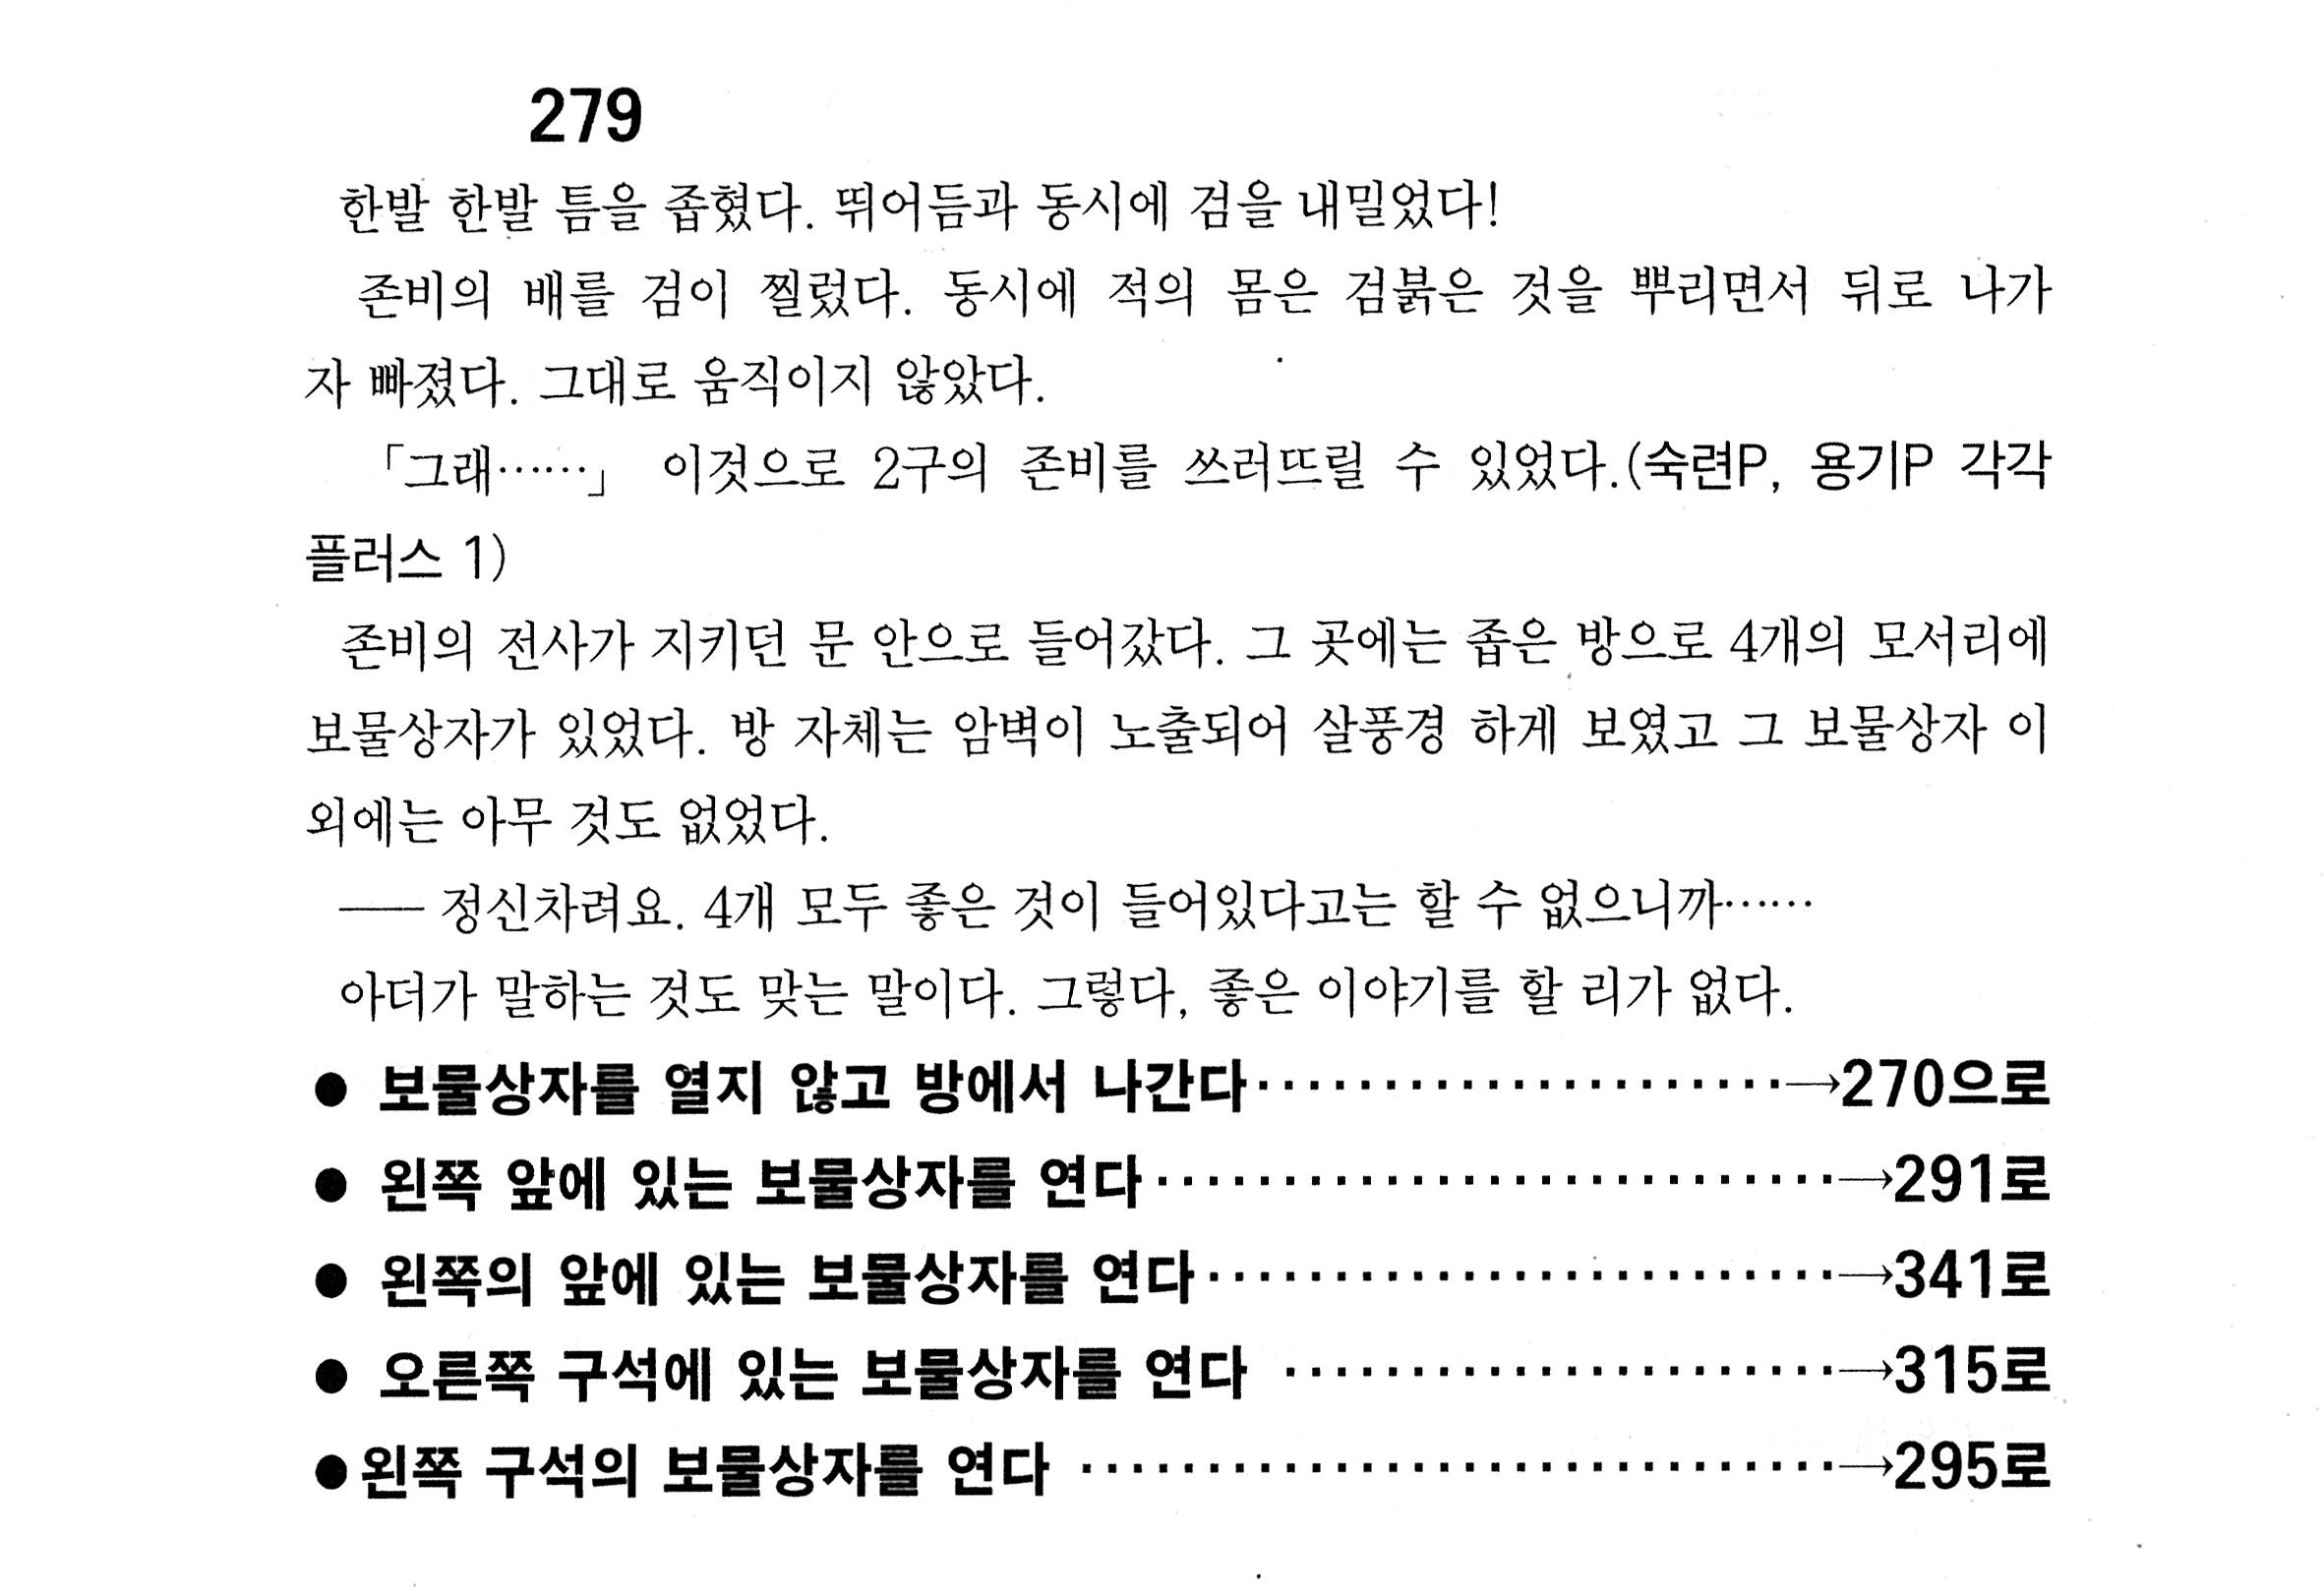 279
한발 한발 틈을 좁혔다. 뛰어듬과 동시에 검을 내밀었다!
존비의 배를 검이 찔렀다. 동시에 적의 몸은 검붉은 것을 뿌리면서 뒤로 나가
자 빠졌다. 그대로 움직이지 않았다.
「그래……」 이것으로 2구의 존비를 쓰러뜨릴 수 있었다.(숙련P, 용기P 각각
플러스 1)
존비의 전사가 지키던 문 안으로 들어갔다. 그 곳에는 좁은 방으로 4개의 모서리에
보물상자가 있었다. 방 자체는 암벽이 노출되어 살풍경 하게 보였고 그 보물상자 이
외에는 아무 것도 없었다.
── 정신차려요. 4개 모두 좋은 것이 들어있다고는 할 수 없으니까……
아더가 말하는 것도 맞는 말이다. 그렇다, 좋은 이야기를 할 리가 없다.
● 보물상자를 열지 않고 방에서 나간다·····················→270으로
● 왼쪽 앞에 있는 보물상자를 연다···························→291로
● 왼쪽의 앞에 있는 보물상자를 연다·························→341로
● 오른쪽 구석에 있는 보물상자를 연다 ······················→315로
●왼쪽 구석의 보물상자를 연다 ······························→295로